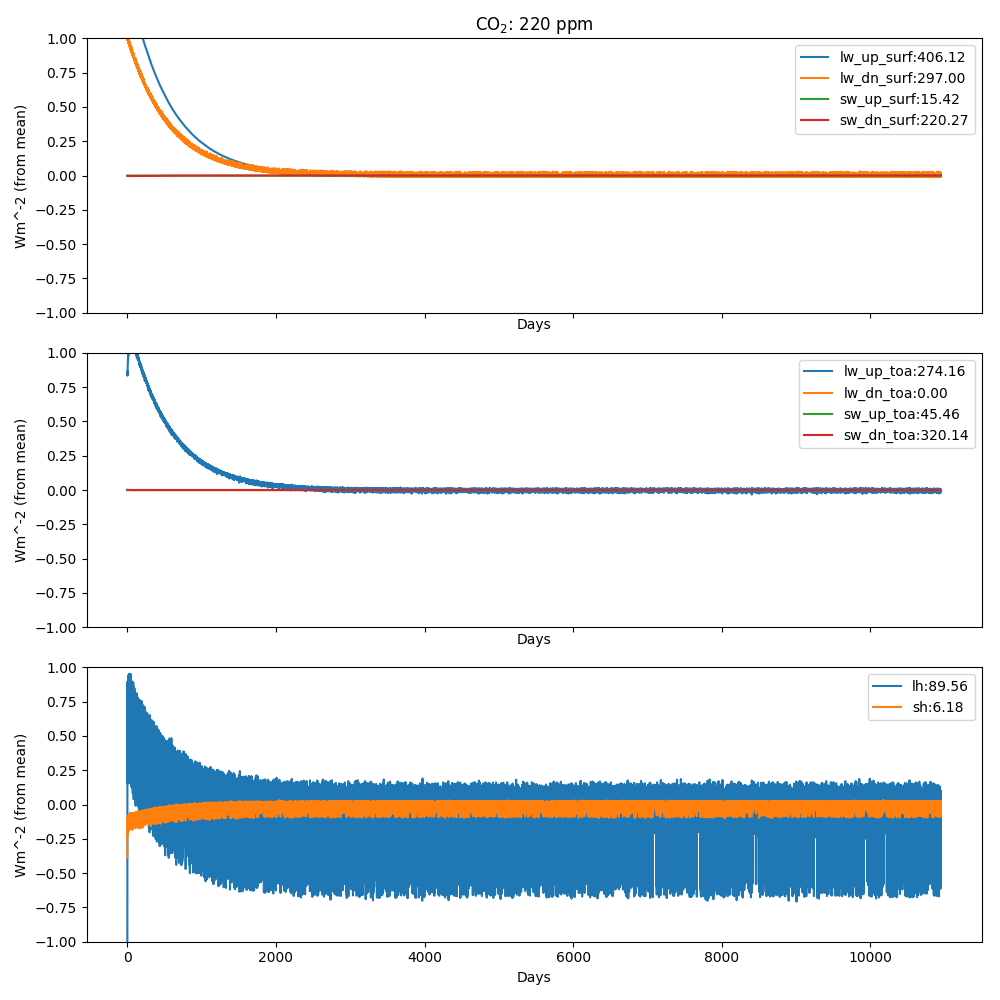 CO₂: 220 ppm
1.00
0.75
0.50
0.25
0.00
−0.25
−0.50
−0.75
−1.00
Wm^-2 (from mean)
lw_up_surf:406.12
lw_dn_surf:297.00
sw_up_surf:15.42
sw_dn_surf:220.27
Days
1.00
0.75
0.50
0.25
0.00
−0.25
−0.50
−0.75
−1.00
Wm^-2 (from mean)
lw_up_toa:274.16
lw_dn_toa:0.00
sw_up_toa:45.46
sw_dn_toa:320.14
Days
1.00
0.75
0.50
0.25
0.00
−0.25
−0.50
−0.75
−1.00
Wm^-2 (from mean)
lh:89.56
sh:6.18
0 2000 4000 6000 8000 10000
Days